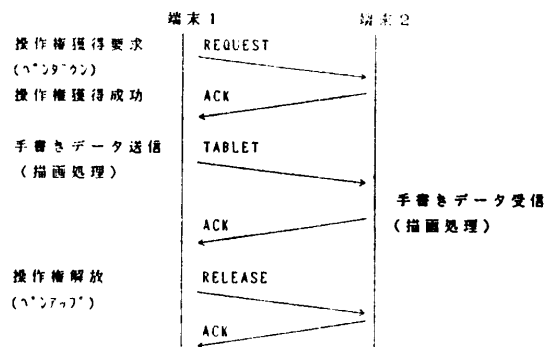 端末1 端末2
操作権獲得要求 REQUEST
(ペンダウン)
操作権獲得成功 ACK
手書きデータ送信 TABLET
(描画処理)
手書きデータ受信
ACK (描画処理)
操作権解放 RELEASE
(ペンアップ)
ACK